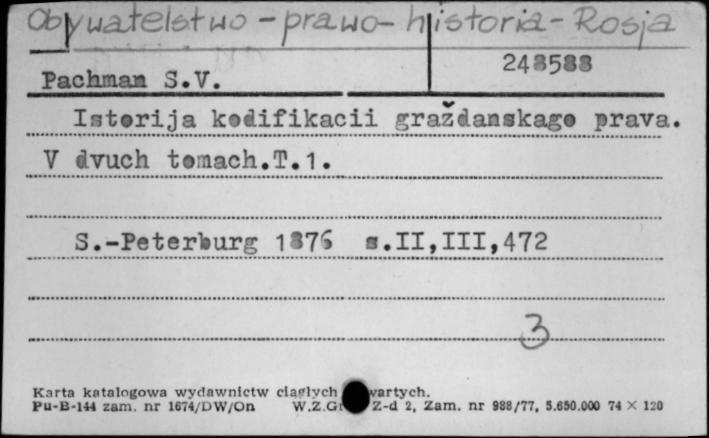 Obywatelstwo - prawo - historia - Rosja
248588
Pachman S.V.
Istorija kodifikacii graždanskago prava.
V dvuch tomach.T.1.
S.-Peterburg 1876 s.II,III,472
3
Karta katalogowa wydawnictw ciągłych wartych.
Pu-B-144 zam. nr 1674/DW/On W.Z.G Z-d 2, Zam. nr 988/77, 5.650.000 74 × 120